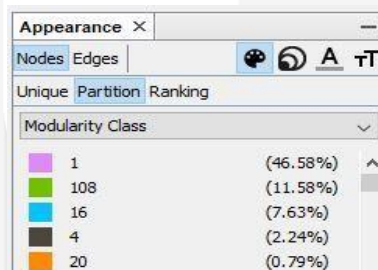 Appearance ×
Nodes Edges A TT
Unique Partition Ranking
Modularity Class
1 (46.58%)
108 (11.58%)
16 (7.63%)
4 (2.24%)
20 (0.79%)